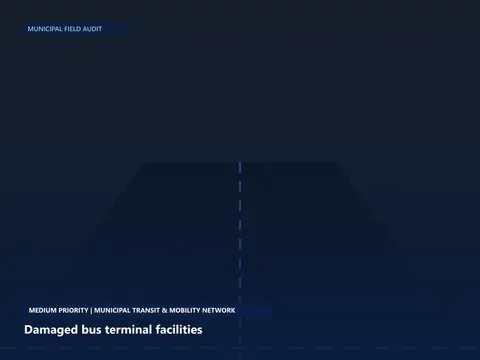 MUNICIPAL FIELD AUDIT
MEDIUM PRIORITY | MUNICIPAL TRANSIT & MOBILITY NETWORK
Damaged bus terminal facilities